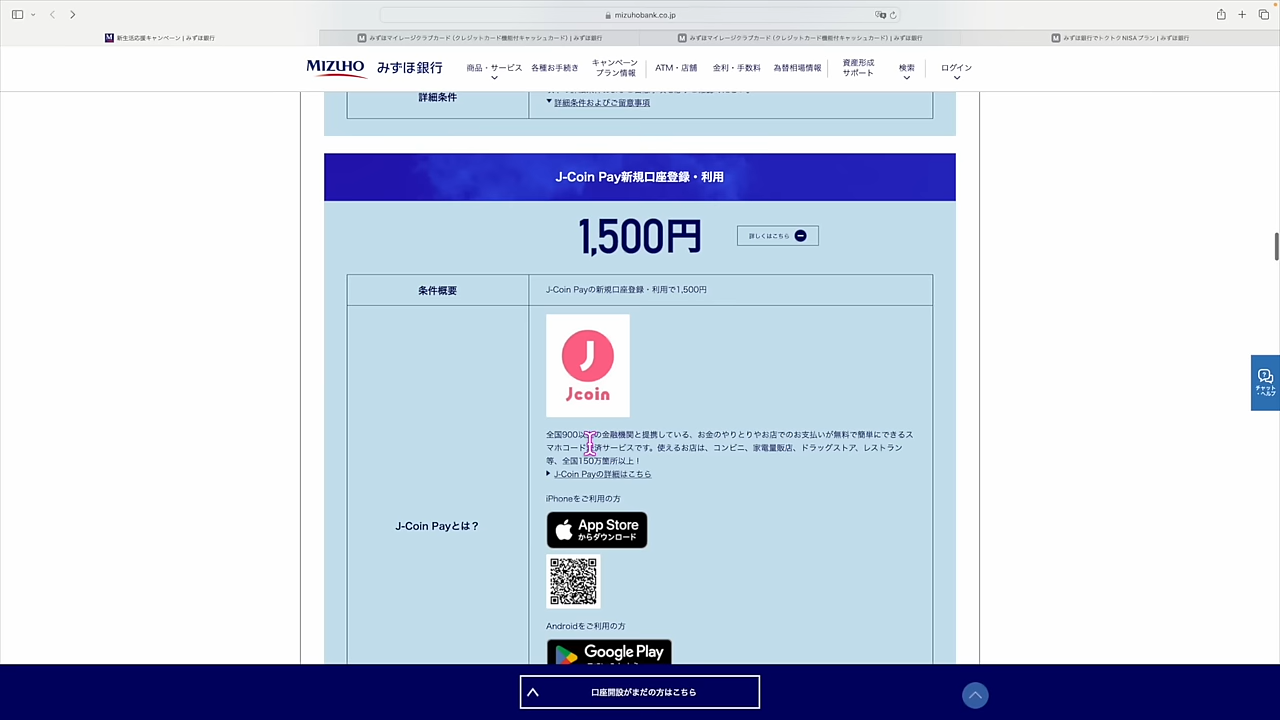 mizuhobank.co.jp
新生活応援キャンペーン | みずほ銀行
みずほマイレージクラブカード（クレジットカード機能付キャッシュカード）| みずほ銀行
みずほマイレージクラブカード（クレジットカード機能付キャッシュカード）| みずほ銀行
みずほ銀行でトクトクNISAプラン | みずほ銀行
MIZUHO みずほ銀行
商品・サービス
各種お手続き
キャンペーン
プラン情報
ATM・店舗
金利・手数料
為替相場情報
資産形成
サポート
検索
ログイン
詳細条件
詳細条件およびご留意事項
J-Coin Pay新規口座登録・利用
1,500円
詳しくはこちら
条件概要
J-Coin Payの新規口座登録・利用で1,500円
J
Jcoin
全国900以上の金融機関と提携している、お金のやりとりやお店でのお支払いが無料で簡単にできるス
マホコード決済サービスです。使えるお店は、コンビニ、家電量販店、ドラッグストア、レストラン
等、全国150万箇所以上！
J-Coin Payの詳細はこちら
iPhoneをご利用の方
J-Coin Payとは？
App Store
からダウンロード
Androidをご利用の方
Google Play
チャット
・ヘルプ
口座開設がまだの方はこちら